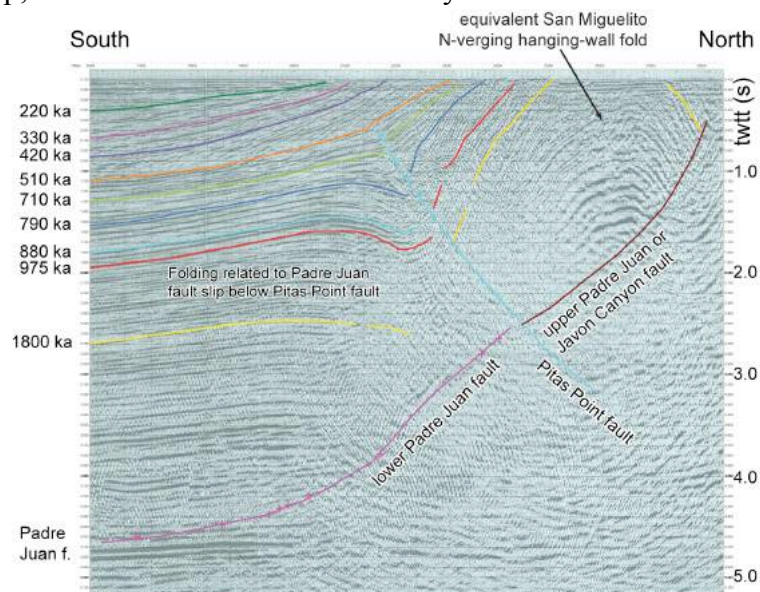 equivalent San Miguelito
South
N-verging hanging-wall fold
North
twtt (s)
220 ka
330 ka
420 ka
1.0
510 ka
710 ka
790 ka
880 ka
975 ka
2.0
Folding related to Padre Juan
fault slip below Pitas Point fault
upper Padre Juan or
Javon Canyon fault
1800 ka
3.0
Pitas Point fault
lower Padre Juan fault
4.0
Padre
Juan f.
5.0